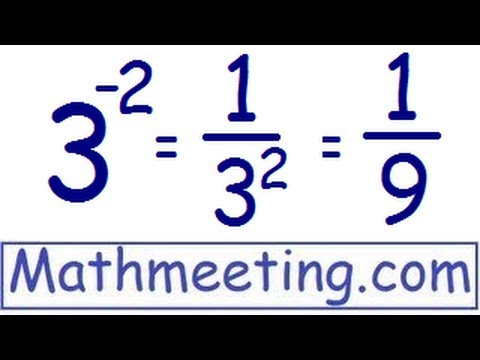 3⁻² = 1/3² = 1/9
Mathmeeting.com